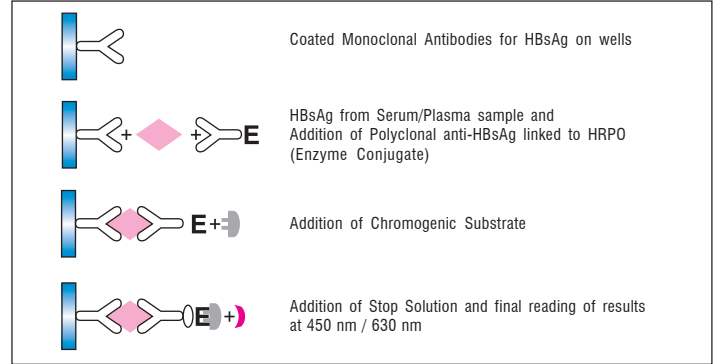 Coated Monoclonal Antibodies for HBsAg on wells
+ + E
HBsAg from Serum/Plasma sample and
Addition of Polyclonal anti-HBsAg linked to HRPO
(Enzyme Conjugate)
E +
Addition of Chromogenic Substrate
E +
Addition of Stop Solution and final reading of results
at 450 nm / 630 nm